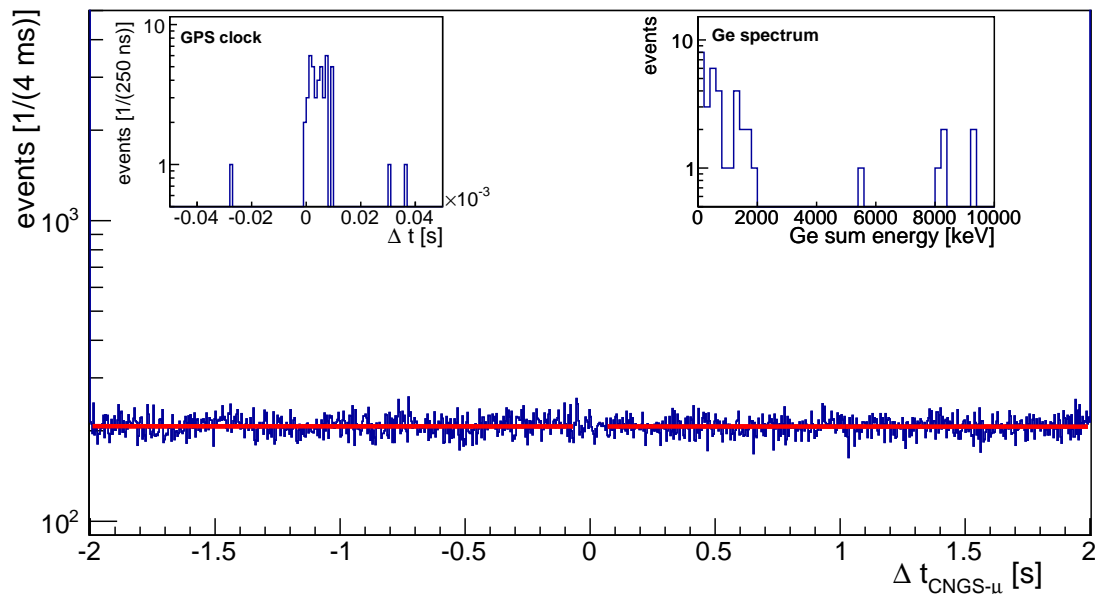 events [1/(4 ms)]
10³
10²
-2 -1.5 -1 -0.5 0 0.5 1 1.5 2
Δ t_CNGS-μ [s]
GPS clock
events [1/(250 ns)]
10
1
-0.04 -0.02 0 0.02 0.04
×10⁻³
Δ t [s]
Ge spectrum
events
10
1
0 2000 4000 6000 8000 10000
Ge sum energy [keV]